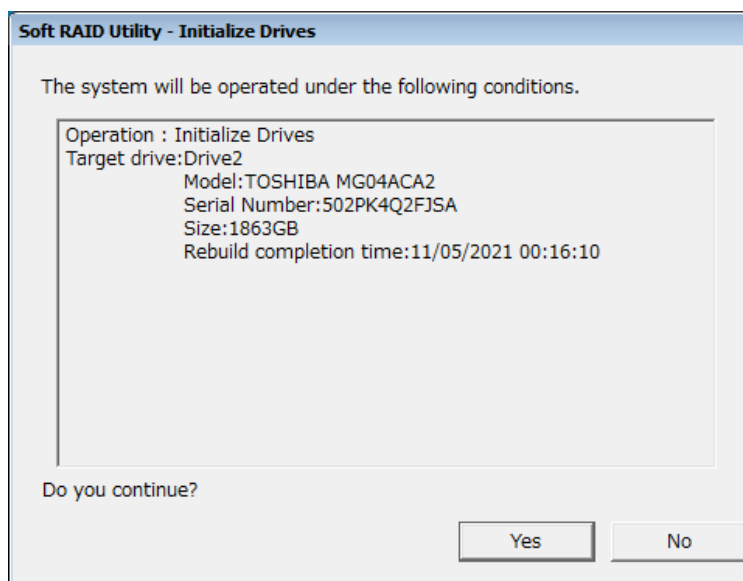 Soft RAID Utility - Initialize Drives
The system will be operated under the following conditions.
Operation : Initialize Drives
Target drive:Drive2
Model:TOSHIBA MG04ACA2
Serial Number:502PK4Q2FJSA
Size:1863GB
Rebuild completion time:11/05/2021 00:16:10
Do you continue?
Yes No